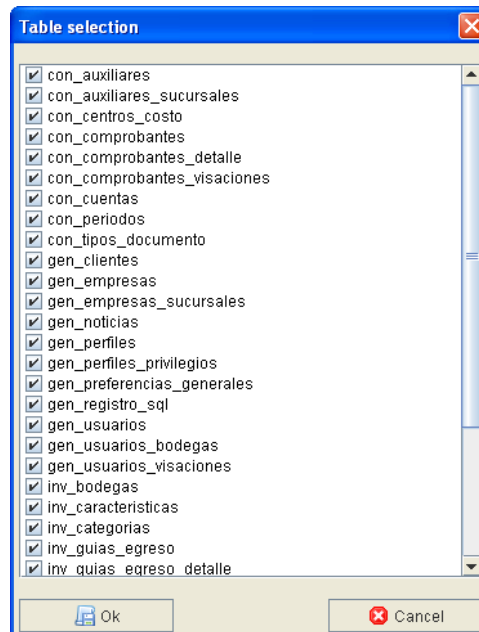 Table selection
con_auxiliares
con_auxiliares_sucursales
con_centros_costo
con_comprobantes
con_comprobantes_detalle
con_comprobantes_visaciones
con_cuentas
con_periodos
con_tipos_documento
gen_clientes
gen_empresas
gen_empresas_sucursales
gen_noticias
gen_perfiles
gen_perfiles_privilegios
gen_preferencias_generales
gen_registro_sql
gen_usuarios
gen_usuarios_bodegas
gen_usuarios_visaciones
inv_bodegas
inv_caracteristicas
inv_categorias
inv_guias_egreso
inv_guias_egreso_detalle
Ok
Cancel